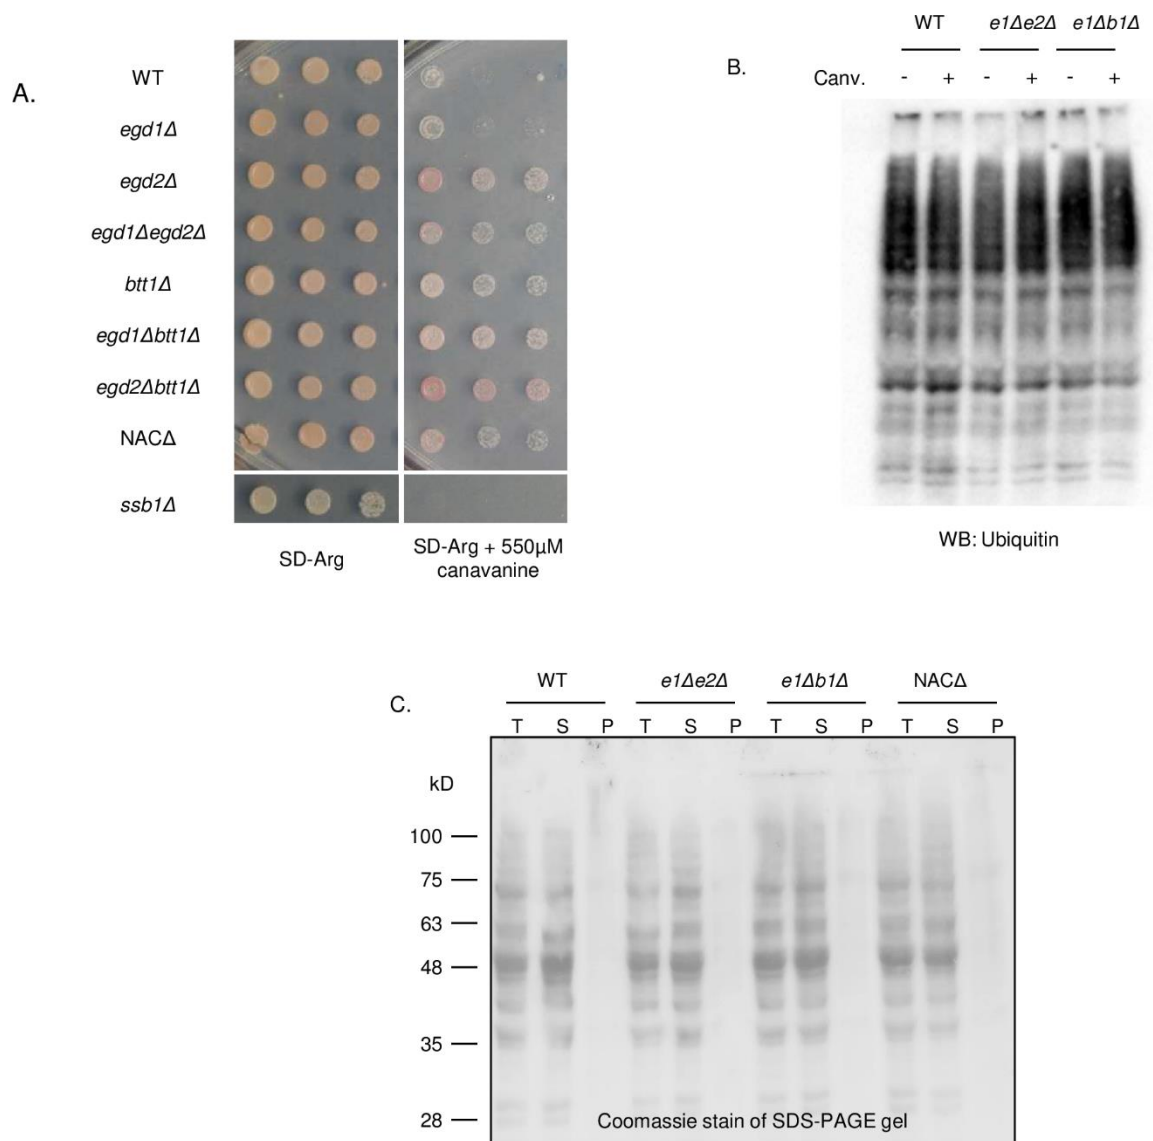 A.
WT
egd1Δ
egd2Δ
egd1Δegd2Δ
btt1Δ
egd1Δbtt1Δ
egd2Δbtt1Δ
NACΔ
ssb1Δ
SD-Arg
SD-Arg + 550µM
canavanine
B.
WT e1Δe2Δ e1Δb1Δ
Canv. - + - + - +
WB: Ubiquitin
C.
WT e1Δe2Δ e1Δb1Δ NACΔ
T S P T S P T S P T S P
kD
100
75
63
48
35
28
Coomassie stain of SDS-PAGE gel